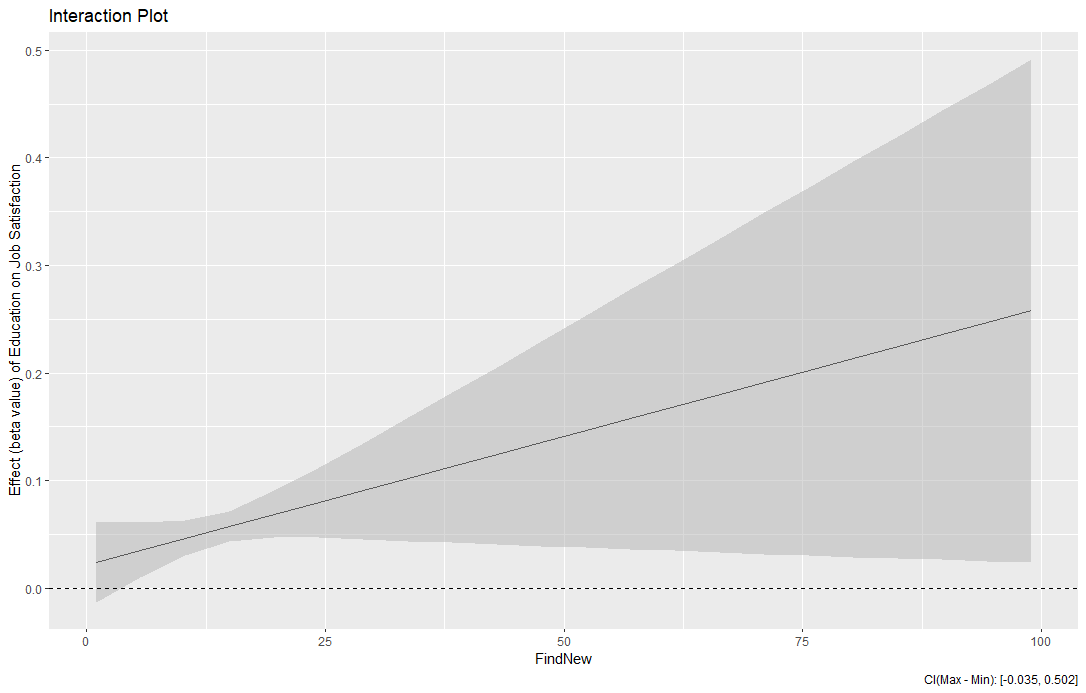 Interaction Plot
Effect (beta value) of Education on Job Satisfaction
0.5
0.4
0.3
0.2
0.1
0.0
0 25 50 75 100
FindNew
CI(Max - Min): [-0.035, 0.502]